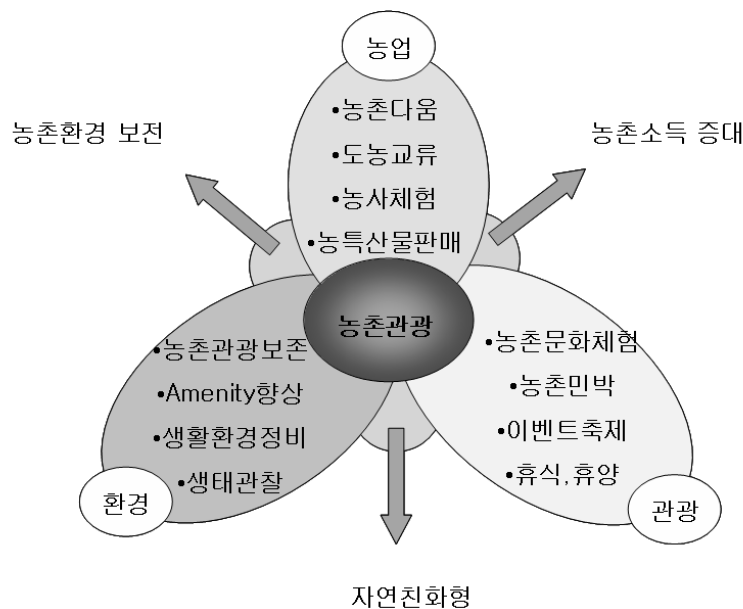 농업
•농촌다움
•도농교류
•농사체험
•농특산물판매
농촌환경 보전
농촌소득 증대
농촌관광
•농촌관광보존
•Amenity향상
•생활환경정비
•생태관찰
환경
•농촌문화체험
•농촌민박
•이벤트축제
•휴식,휴양
관광
자연친화형